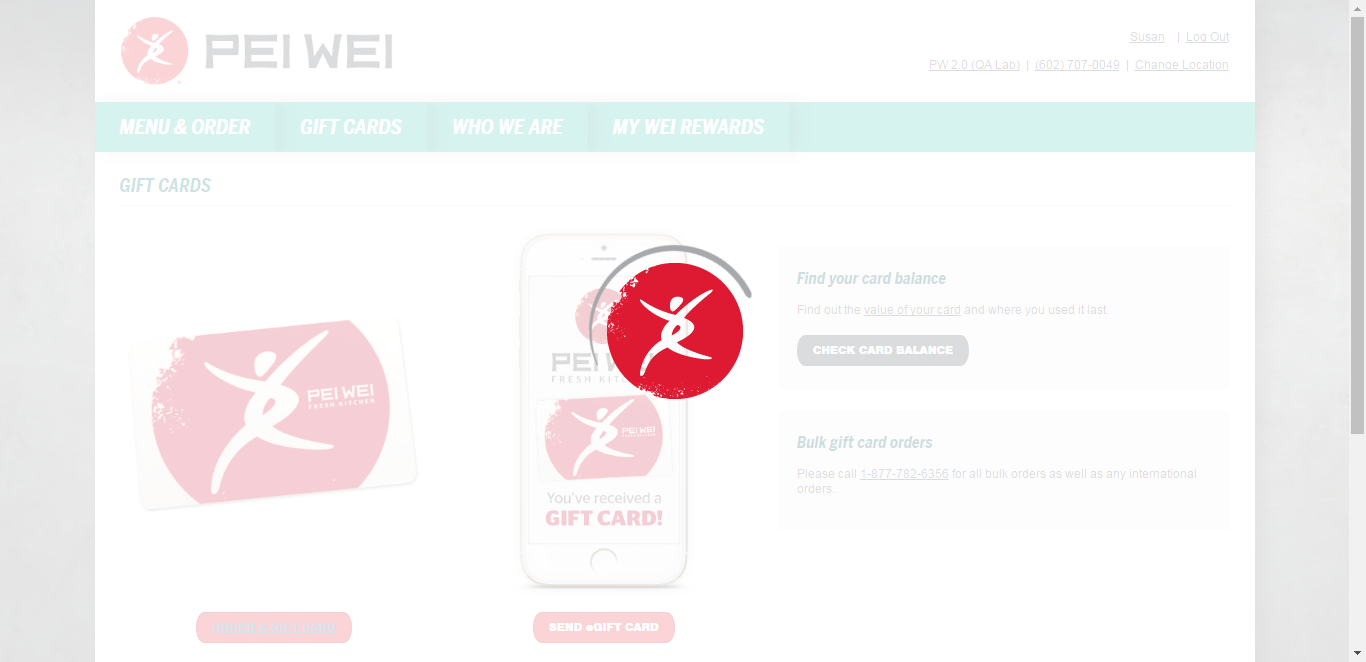 PEI WEI
Susan | Log Out
PW 2.0 (QA Lab) | (602) 707-0049 | Change Location
MENU & ORDER GIFT CARDS WHO WE ARE MY WEI REWARDS
GIFT CARDS
PEI WEI
FRESH KITCHEN
PEI WEI
FRESH KITC
PEI WEI
You've received a
GIFT CARD!
ORDER A GIFT CARD
SEND eGIFT CARD
Find your card balance
Find out the value of your card and where you used it last.
CHECK CARD BALANCE
Bulk gift card orders
Please call 1-877-782-6356 for all bulk orders as well as any international
orders.